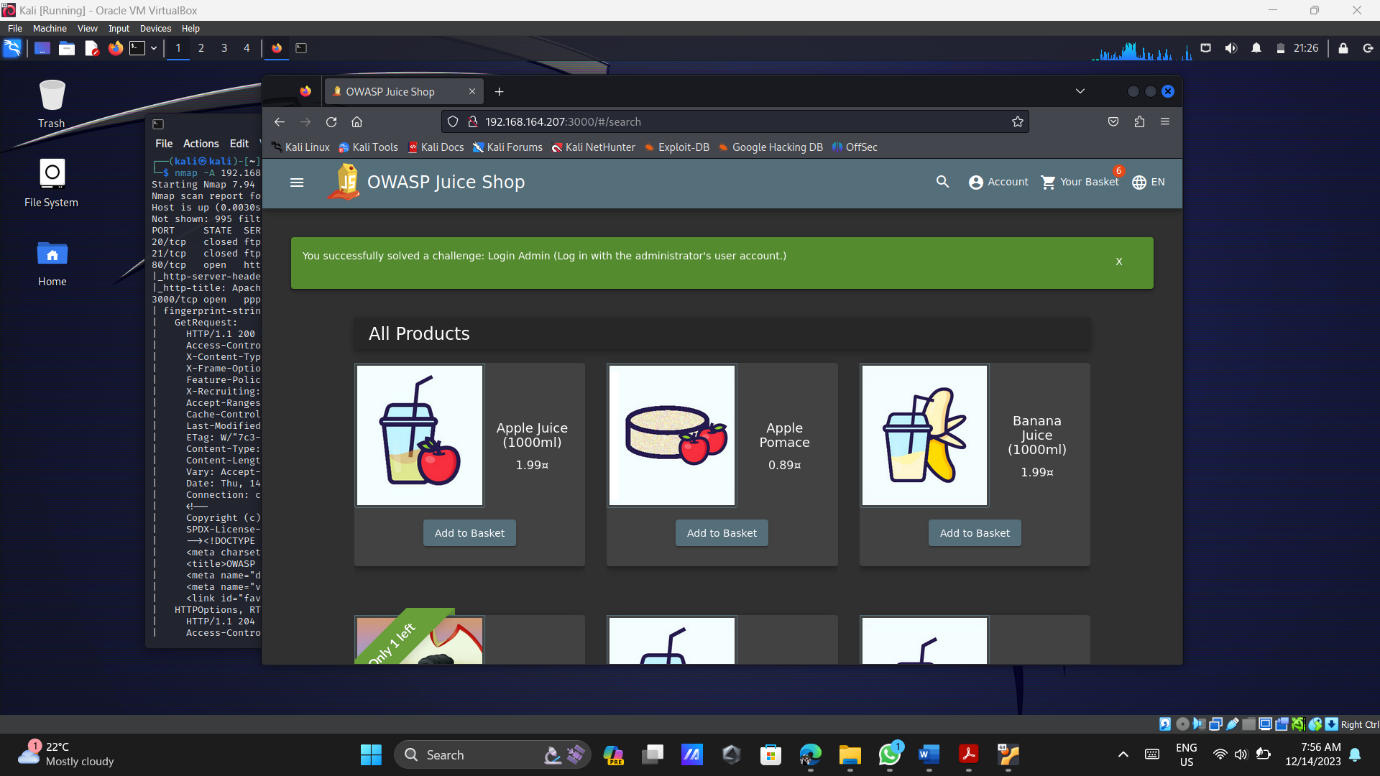 Kali [Running] - Oracle VM VirtualBox
File Machine View Input Devices Help
1 2 3 4
21:26
Trash
File System
Home
File Actions Edit
┌──(kali㉿kali)-[~]
└─$ nmap -A 192.168
Starting Nmap 7.94
Nmap scan report fo
Host is up (0.0030s
Not shown: 995 filt
PORT STATE SER
20/tcp closed ftp
21/tcp closed ftp
80/tcp open htt
|_http-server-heade
|_http-title: Apach
3000/tcp open ppp
| fingerprint-strin
| GetRequest:
| HTTP/1.1 200
| Access-Contro
| X-Content-Typ
| X-Frame-Optio
| Feature-Polic
| X-Recruiting:
| Accept-Ranges
| Cache-Control
| Last-Modified
| ETag: W/"7c3-
| Content-Type:
| Content-Lengt
| Vary: Accept-
| Date: Thu, 14
| Connection: c
| <!--
| Copyright (c)
| SPDX-License-
| --><!DOCTYPE
| <meta charset
| <title>OWASP
| <meta name="d
| <meta name="v
| <link id="fav
| HTTPOptions, RT
| HTTP/1.1 204
| Access-Contro
OWASP Juice Shop
192.168.164.207:3000/#/search
Kali Linux Kali Tools Kali Docs Kali Forums Kali NetHunter Exploit-DB Google Hacking DB OffSec
JS OWASP Juice Shop Account Your Basket 6 EN
You successfully solved a challenge: Login Admin (Log in with the administrator's user account.)
X
All Products
Apple Juice
(1000ml)
1.99¤
Add to Basket
Apple
Pomace
0.89¤
Add to Basket
Banana
Juice
(1000ml)
1.99¤
Add to Basket
Only 1 left
Right Ctrl
1
22°C
Mostly cloudy
Search
PRE
1
ENG
US
7:56 AM
12/14/2023